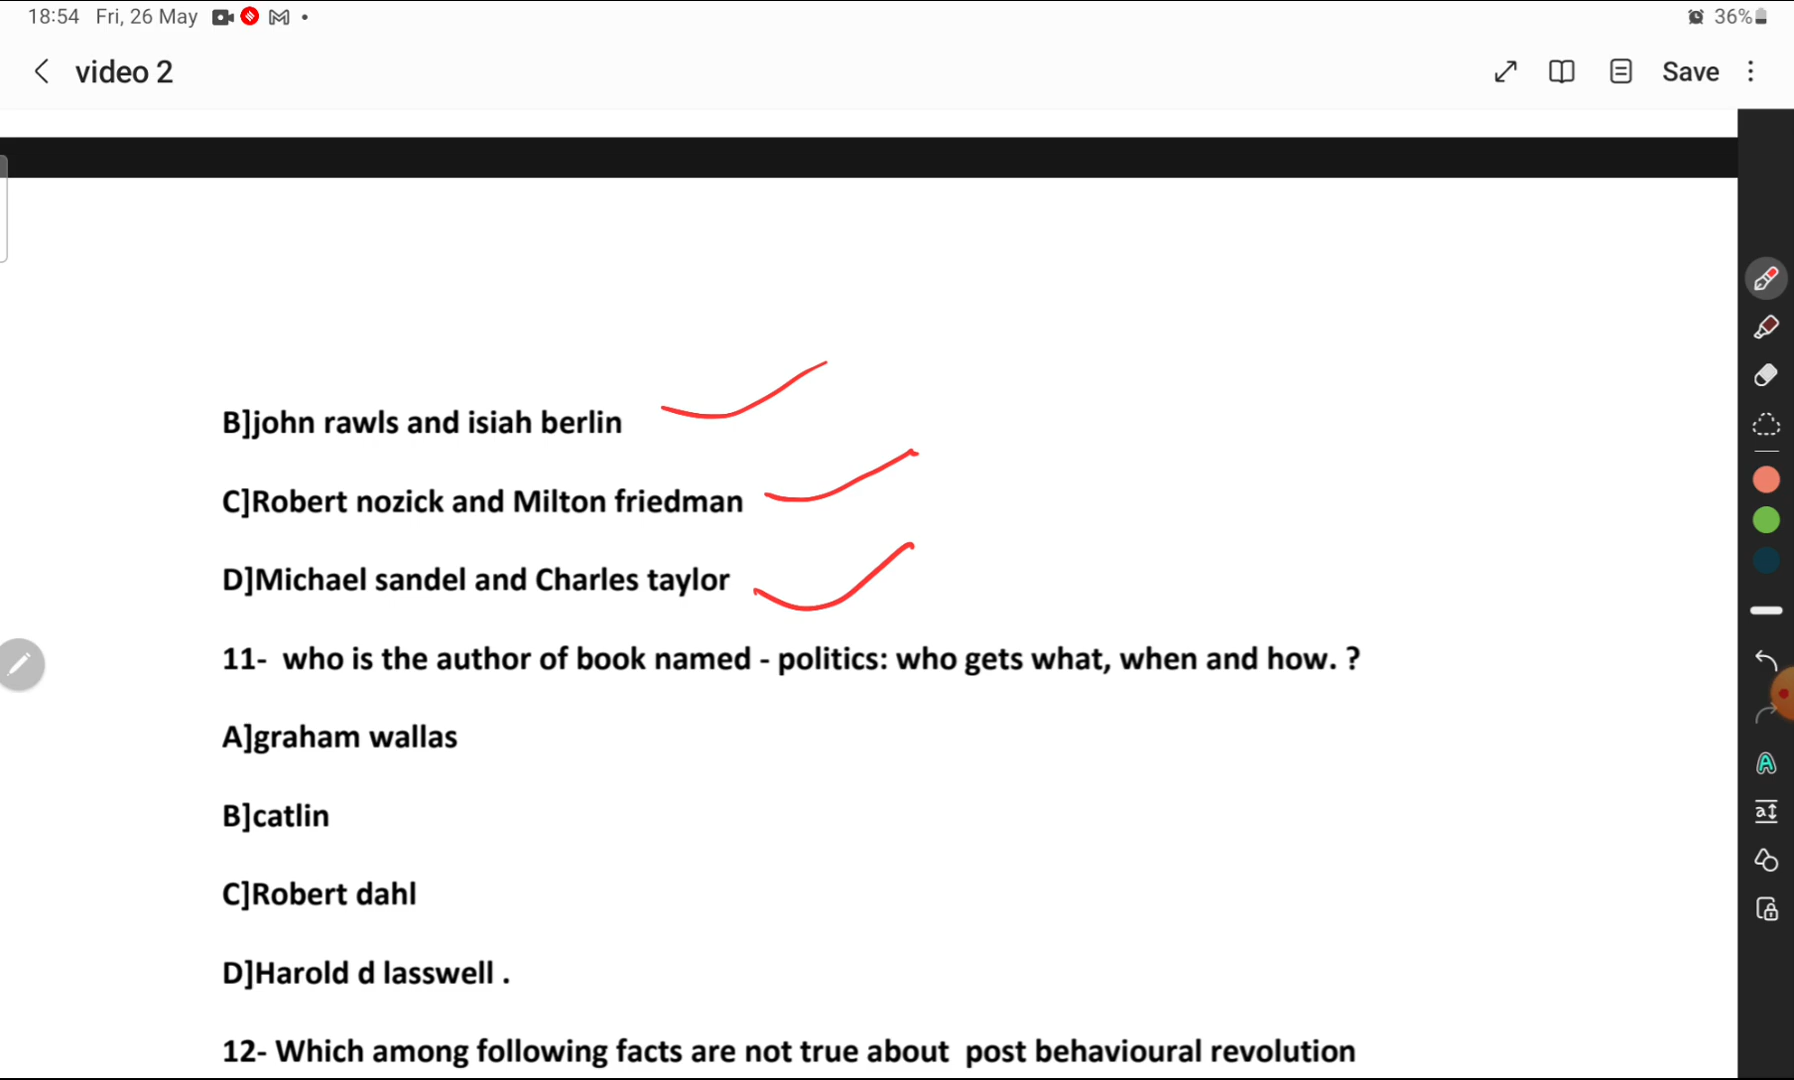 18:54 Fri, 26 May
36%
video 2
Save
B]john rawls and isiah berlin
C]Robert nozick and Milton friedman
D]Michael sandel and Charles taylor
11-  who is the author of book named - politics: who gets what, when and how. ?
A]graham wallas
B]catlin
C]Robert dahl
D]Harold d lasswell .
12- Which among following facts are not true about  post behavioural revolution